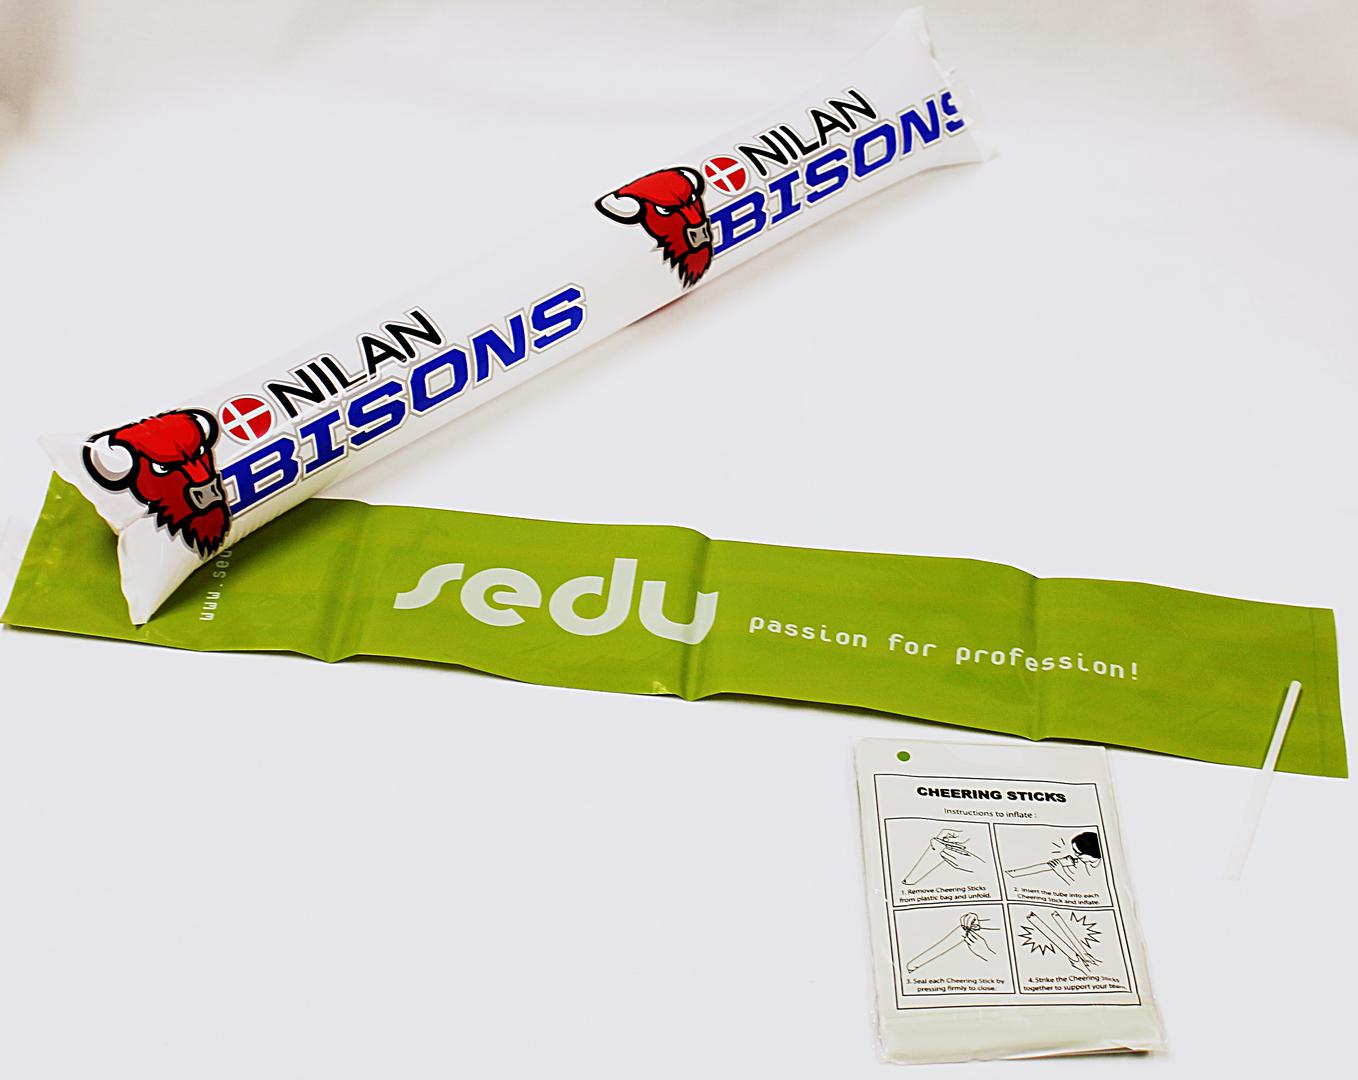 NILAN
BISONS
NILAN
BISONS
www.sedu
sedu
passion for profession!
CHEERING STICKS
Instructions to inflate :
1. Remove Cheering Sticks
from plastic bag and unfold.
2. Insert the tube into each
Cheering Stick and inflate.
3. Seal each Cheering Stick by
pressing firmly to close.
4. Strike the Cheering Sticks
together to support your team.